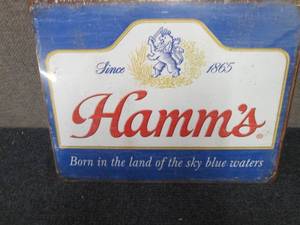 Since 1865
Hamm's
Born in the land of the sky blue waters